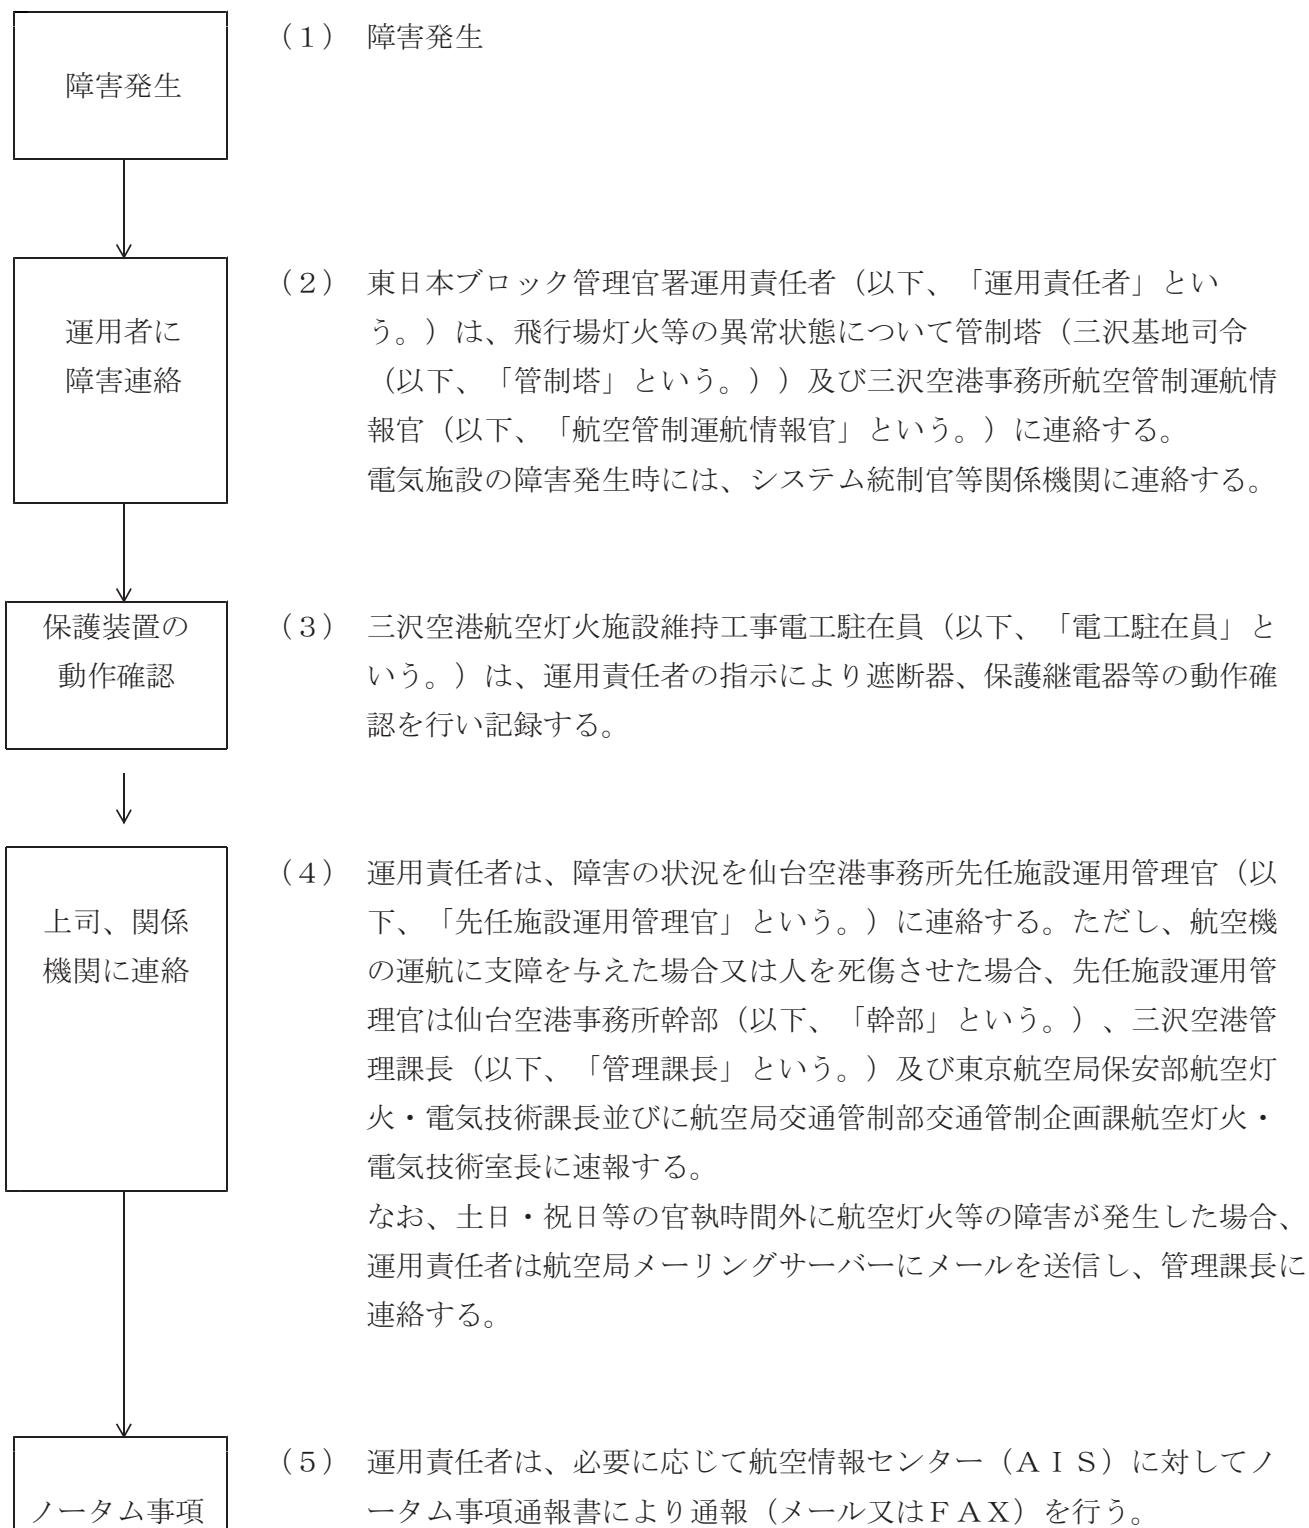 障害発生
（１）　障害発生
運用者に
障害連絡
（２）　東日本ブロック管理官署運用責任者（以下、「運用責任者」とい
う。）は、飛行場灯火等の異常状態について管制塔（三沢基地司令
（以下、「管制塔」という。））及び三沢空港事務所航空管制運航情
報官（以下、「航空管制運航情報官」という。）に連絡する。
電気施設の障害発生時には、システム統制官等関係機関に連絡する。
保護装置の
動作確認
（３）　三沢空港航空灯火施設維持工事電工駐在員（以下、「電工駐在員」と
いう。）は、運用責任者の指示により遮断器、保護継電器等の動作確
認を行い記録する。
上司、関係
機関に連絡
（４）　運用責任者は、障害の状況を仙台空港事務所先任施設運用管理官（以
下、「先任施設運用管理官」という。）に連絡する。ただし、航空機
の運航に支障を与えた場合又は人を死傷させた場合、先任施設運用管
理官は仙台空港事務所幹部（以下、「幹部」という。）、三沢空港管
理課長（以下、「管理課長」という。）及び東京航空局保安部航空灯
火・電気技術課長並びに航空局交通管制部交通管制企画課航空灯火・
電気技術室長に速報する。
なお、土日・祝日等の官執時間外に航空灯火等の障害が発生した場合、
運用責任者は航空局メーリングサーバーにメールを送信し、管理課長に
連絡する。
ノータム事項
（５）　運用責任者は、必要に応じて航空情報センター（ＡＩＳ）に対してノ
ータム事項通報書により通報（メール又はＦＡＸ）を行う。